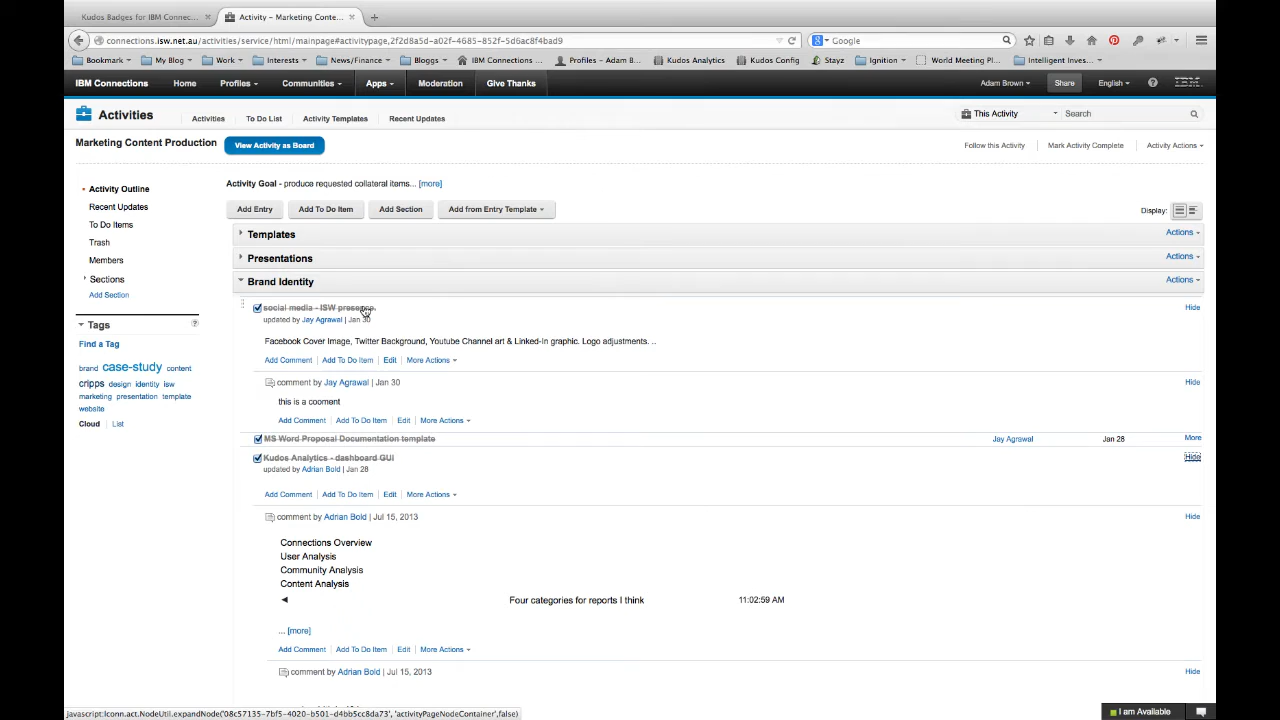 Kudos Badges for IBM Connec...
Activity – Marketing Conte...
connections.isw.net.au/activities/service/html/mainpage#activitypage,2f2d8a5d-a02f-4685-852f-5d6ac8f4bad9
Google
Bookmark My Blog Work Interests News/Finance Bloggs IBM Connections ... Profiles – Adam B... Kudos Analytics Kudos Config Stayz Ignition World Meeting Pl... Intelligent Inves...
IBM Connections Home Profiles Communities Apps Moderation Give Thanks Adam Brown Share English ? IBM
Activities Activities To Do List Activity Templates Recent Updates This Activity Search
Marketing Content Production View Activity as Board Follow this Activity Mark Activity Complete Activity Actions
Activity Outline
Recent Updates
To Do Items
Trash
Members
Sections
Add Section
Tags ?
Find a Tag
brand case-study content
cripps design identity isw
marketing presentation template
website
Cloud List
Activity Goal - produce requested collateral items... [more]
Add Entry Add To Do Item Add Section Add from Entry Template Display:
Templates Actions
Presentations Actions
Brand Identity Actions
social media - ISW presence Hide
updated by Jay Agrawal | Jan 30
Facebook Cover Image, Twitter Background, Youtube Channel art & Linked-In graphic. Logo adjustments. ..
Add Comment Add To Do Item Edit More Actions
comment by Jay Agrawal | Jan 30 Hide
this is a cooment
Add Comment Add To Do Item Edit More Actions
MS Word Proposal Documentation template Jay Agrawal Jan 28 More
Kudos Analytics - dashboard GUI Hide
updated by Adrian Bold | Jan 28
Add Comment Add To Do Item Edit More Actions
comment by Adrian Bold | Jul 15, 2013 Hide
Connections Overview
User Analysis
Community Analysis
Content Analysis
Four categories for reports I think 11:02:59 AM
... [more]
Add Comment Add To Do Item Edit More Actions
comment by Adrian Bold | Jul 15, 2013 Hide
javascript:lconn.act.NodeUtil.expandNode('08c57135-7bf5-4020-b501-d4bb5cc8da73', 'activityPageNodeContainer',false)
I am Available